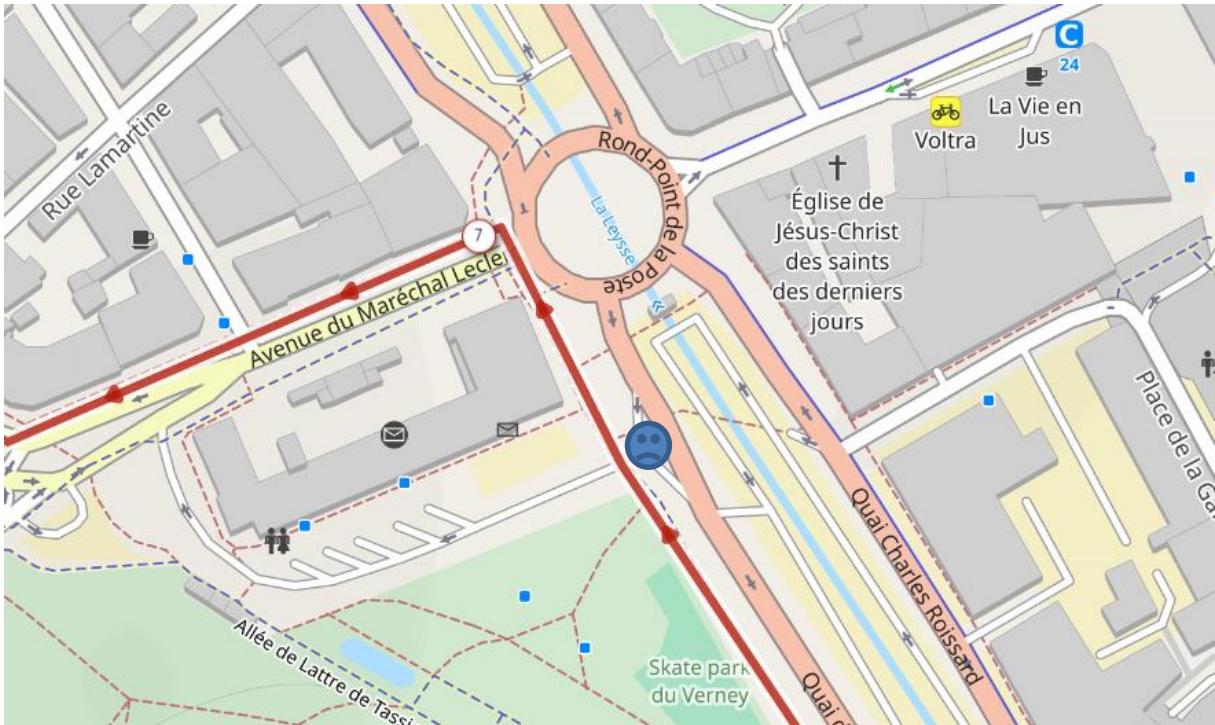 C
24
La Vie en
Jus
Voltra
Rue Lamartine
Rond-Point de la Poste
La Leysse
Église de
Jésus-Christ
des saints
des derniers
jours
7
Avenue du Maréchal Lecler
Place de la Ga
Quai Charles Roissard
Skate park
du Verney
Allée de Lattre de Tassi
Quai d